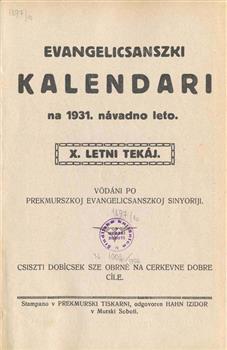 EVANGELICSANSZKI
KALENDARI
na 1931. návadno leto.
X. LETNI TEKÁJ.
VÖDÁNI PO
PREKMURSZKOJ EVANGELICSANSZKOJ SINYORIJI.
CSISZTI DOBÍCSEK SZE OBRNÉ NA CERKEVNE DOBRE
CÍLE.
Stampano v PREKMURSKI TISKARNI, odgovoren HAHN IZIDOR
v Murski Soboti.